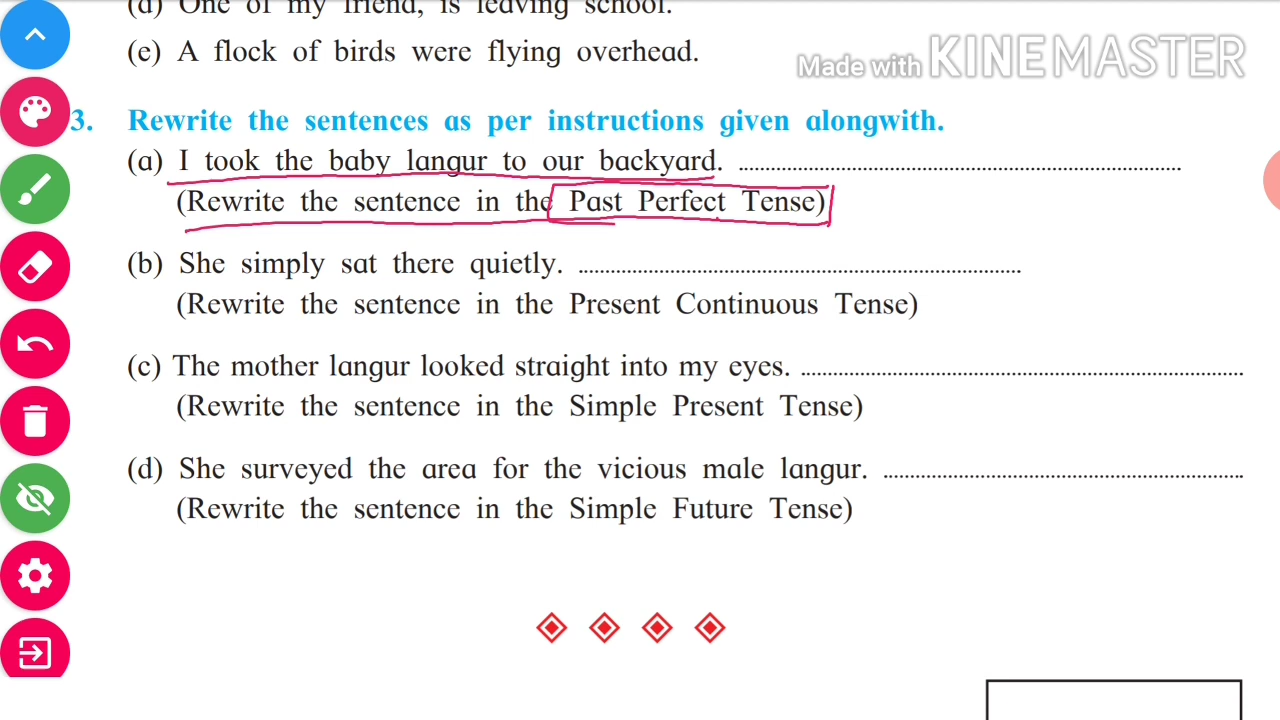 (d) One of my friend, is leaving school.
(e) A flock of birds were flying overhead.
Made with KINEMASTER
3. Rewrite the sentences as per instructions given alongwith.
(a) I took the baby langur to our backyard. ................................................................................
(Rewrite the sentence in the Past Perfect Tense)
(b) She simply sat there quietly. ................................................................................
(Rewrite the sentence in the Present Continuous Tense)
(c) The mother langur looked straight into my eyes. ................................................................................
(Rewrite the sentence in the Simple Present Tense)
(d) She surveyed the area for the vicious male langur. ................................................................
(Rewrite the sentence in the Simple Future Tense)